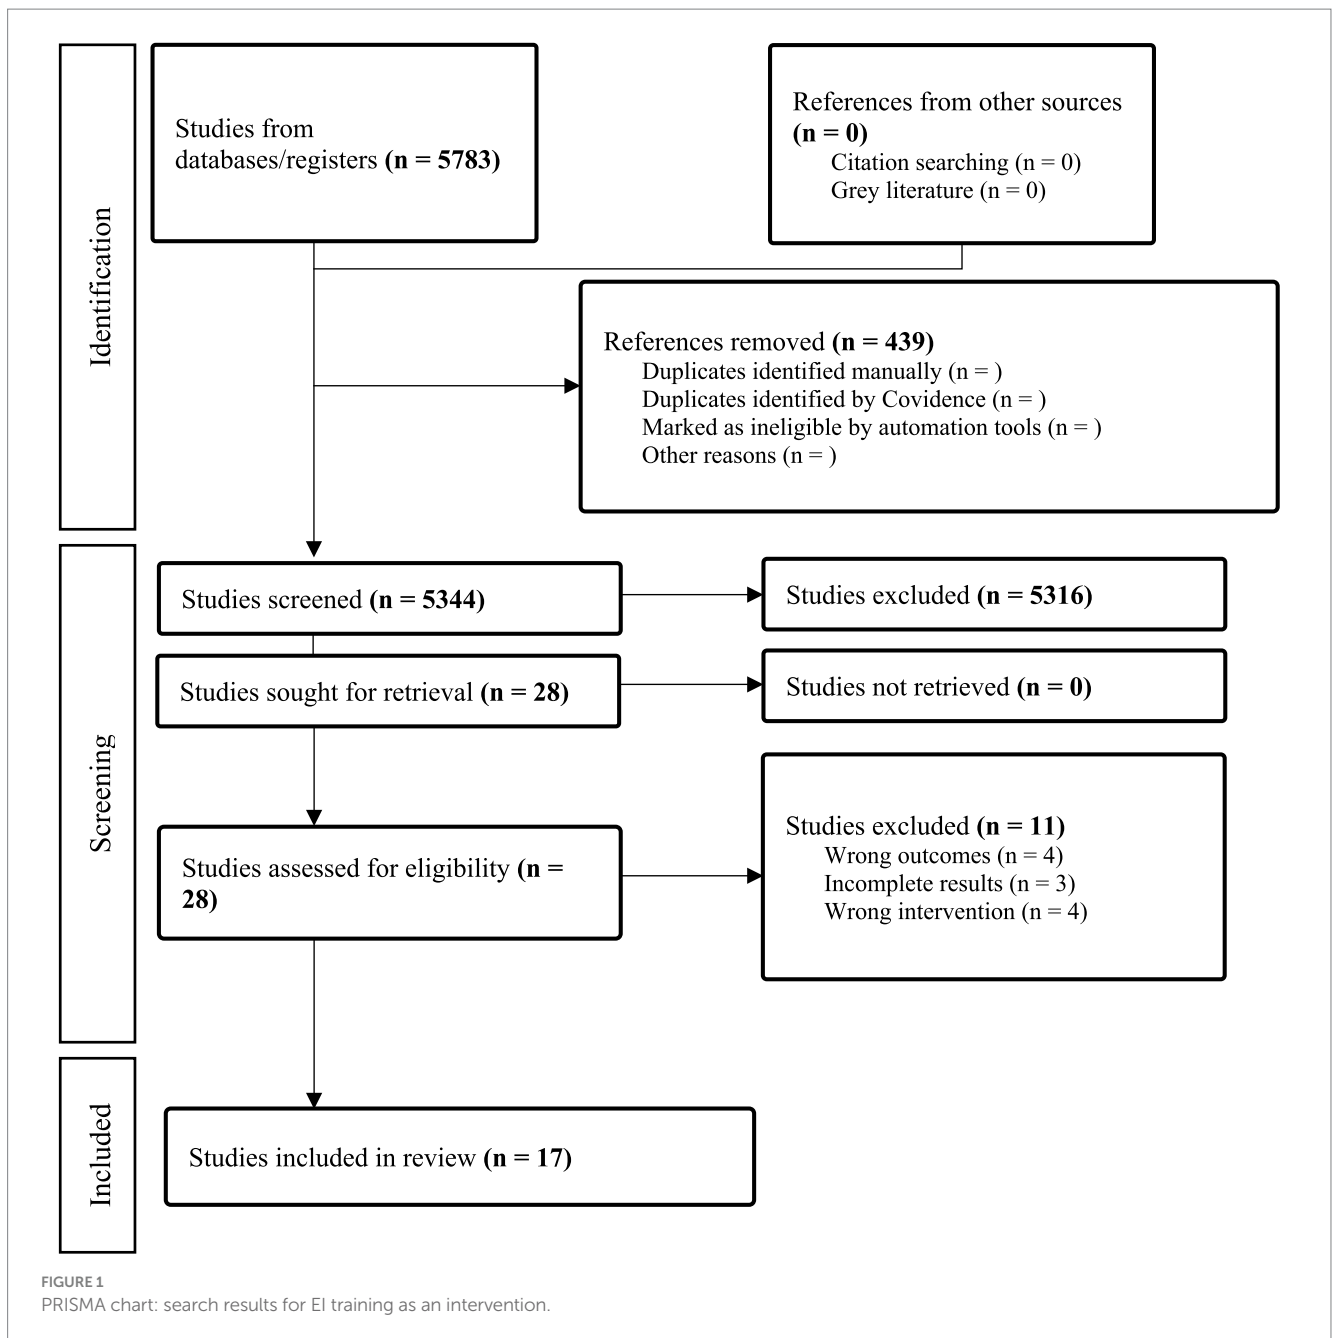 Identification
Studies from
databases/registers (n = 5783)
References from other sources
(n = 0)
Citation searching (n = 0)
Grey literature (n = 0)
References removed (n = 439)
Duplicates identified manually (n = )
Duplicates identified by Covidence (n = )
Marked as ineligible by automation tools (n = )
Other reasons (n = )
Screening
Studies screened (n = 5344)
Studies excluded (n = 5316)
Studies sought for retrieval (n = 28)
Studies not retrieved (n = 0)
Studies assessed for eligibility (n =
28)
Studies excluded (n = 11)
Wrong outcomes (n = 4)
Incomplete results (n = 3)
Wrong intervention (n = 4)
Included
Studies included in review (n = 17)
FIGURE 1
PRISMA chart: search results for EI training as an intervention.